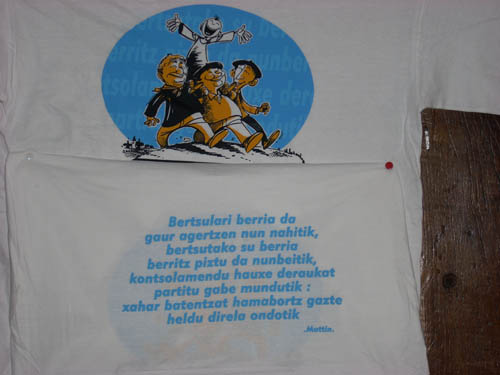 Bertsulari berria da
gaur agertzen nun nahitik,
bertsutako su berria
berritz piztu da nunbeitik,
kontsolamendu hauxe deraukat
partitu gabe mundutik :
xahar batentzat hamabortz gazte
heldu direla ondotik
.Mattin.